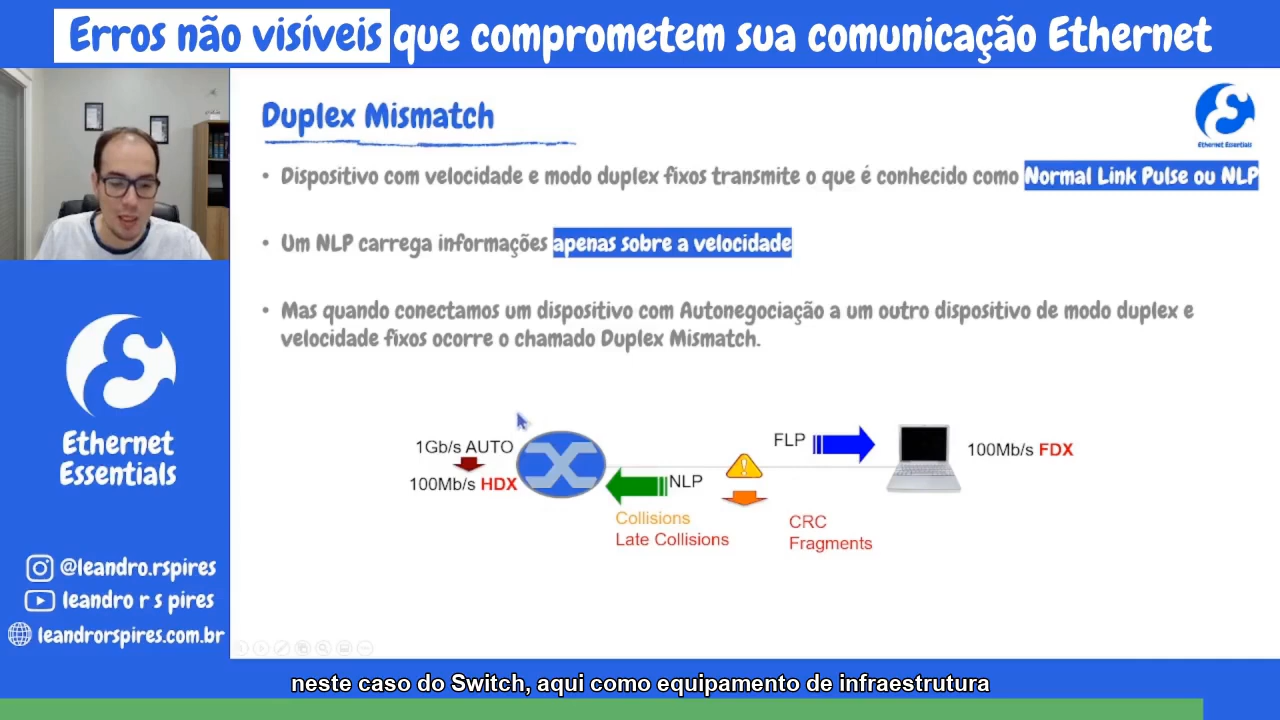 Erros não visíveis que comprometem sua comunicação Ethernet
Duplex Mismatch
Ethernet Essentials
• Dispositivo com velocidade e modo duplex fixos transmite o que é conhecido como Normal Link Pulse ou NLP
• Um NLP carrega informações apenas sobre a velocidade
• Mas quando conectamos um dispositivo com Autonegociação a um outro dispositivo de modo duplex e
velocidade fixos ocorre o chamado Duplex Mismatch.
Ethernet
Essentials
1Gb/s AUTO
100Mb/s HDX
FLP
NLP
100Mb/s FDX
Collisions
Late Collisions
CRC
Fragments
@leandro.rspires
leandro r s pires
leandrorspires.com.br
neste caso do Switch, aqui como equipamento de infraestrutura